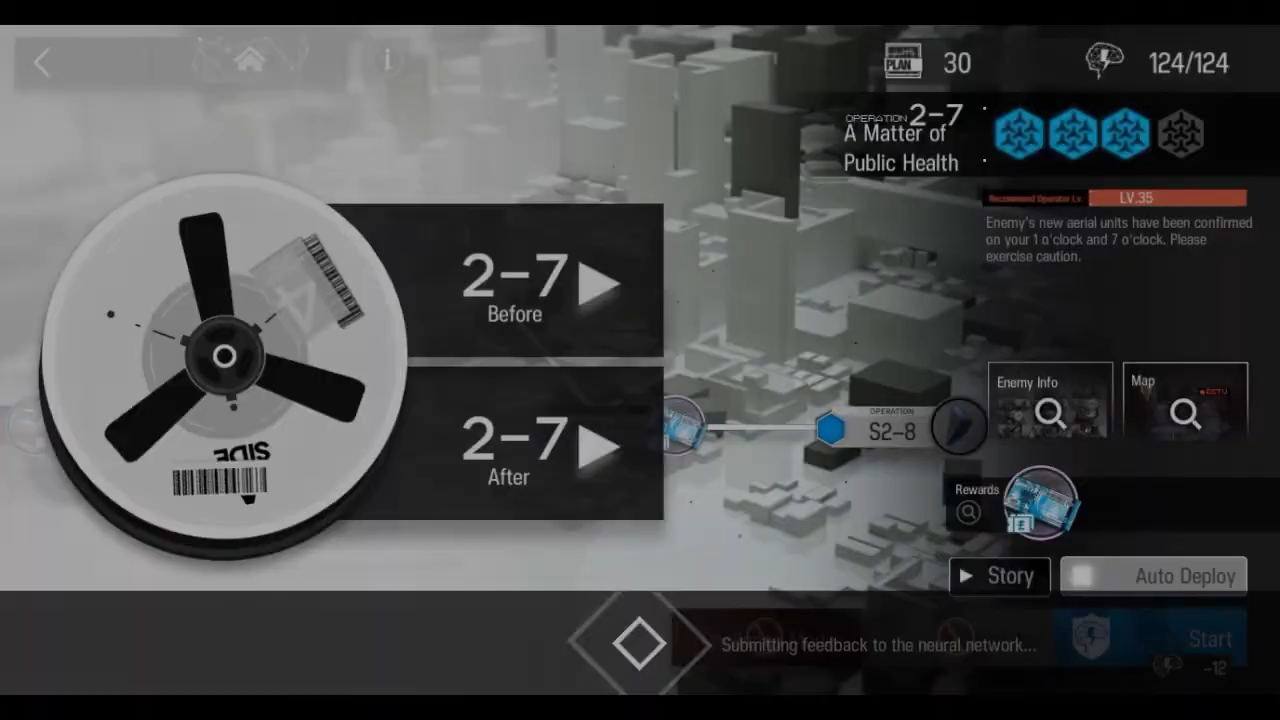 i
PLAN
30
124/124
OPERATION 2-7
A Matter of
Public Health
Recommend Operator Lv.
LV.35
Enemy's new aerial units have been confirmed
on your 1 o'clock and 7 o'clock. Please
exercise caution.
2-7
Before
2-7
After
SIDE
Enemy Info
Map
CCTV
OPERATION
S2-8
Rewards
Story
Auto Deploy
Submitting feedback to the neural network...
Start
-12